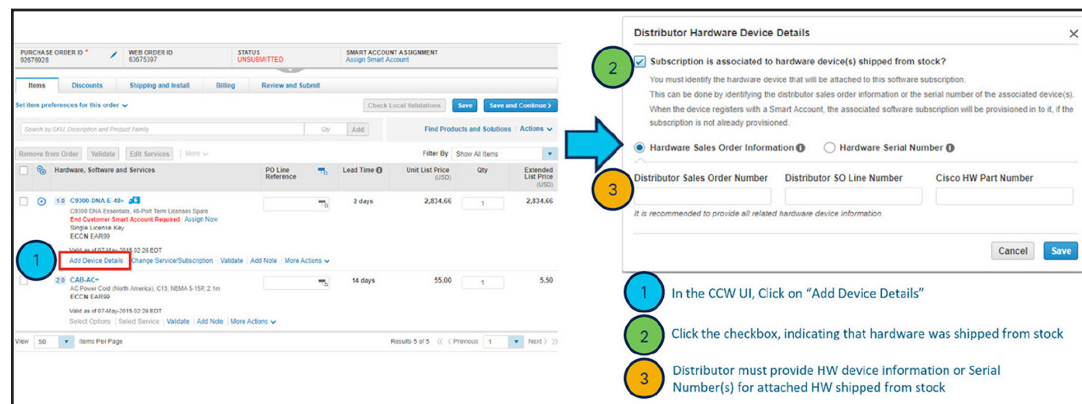 PURCHASE ORDER ID *
92676928
WEB ORDER ID
63675397
STATUS
UNSUBMITTED
SMART ACCOUNT ASSIGNMENT
Assign Smart Account
Items Discounts Shipping and Install Billing Review and Submit
Set item preferences for this order
Check Local Validations Save Save and Continue
Search by SKU, Description and Product Family Qty Add Find Products and Solutions Actions
Remove from Order Validate Edit Services More Filter By Show All Items
Hardware, Software and Services PO Line Reference Lead Time Unit List Price (USD) Qty Extended List Price (USD)
1.0 C9300-DNA-E-48= 2 days 2,834.66 1 2,834.66
C9300 DNA Essentials, 48-Port Term Licenses Spare
End Customer Smart Account Required Assign Now
Single License Key
ECCN EAR99
Valid as of 07-May-2015 02:26 EDT
1
Add Device Details Change Service/Subscription Validate Add Note More Actions
2.0 CAB-AC= 14 days 55.00 1 5.50
AC Power Cord (North America), C13, NEMA 5-15P, 2.1m
ECCN EAR99
Valid as of 07-May-2015 02:26 EDT
Select Options Select Service Validate Add Note More Actions
View 50 Items Per Page Results 5 of 5 Previous 1 Next
Distributor Hardware Device Details
2
Subscription is associated to hardware device(s) shipped from stock?
You must identify the hardware device that will be attached to this software subscription.
This can be done by identifying the distributor sales order information or the serial number of the associated device(s).
When the device registers with a Smart Account, the associated software subscription will be provisioned in to it, if the
subscription is not already provisioned.
Hardware Sales Order Information Hardware Serial Number
3
Distributor Sales Order Number Distributor SO Line Number Cisco HW Part Number
It is recommended to provide all related hardware device information.
Cancel Save
1 In the CCW UI, Click on “Add Device Details”
2 Click the checkbox, indicating that hardware was shipped from stock
3 Distributor must provide HW device information or Serial
Number(s) for attached HW shipped from stock